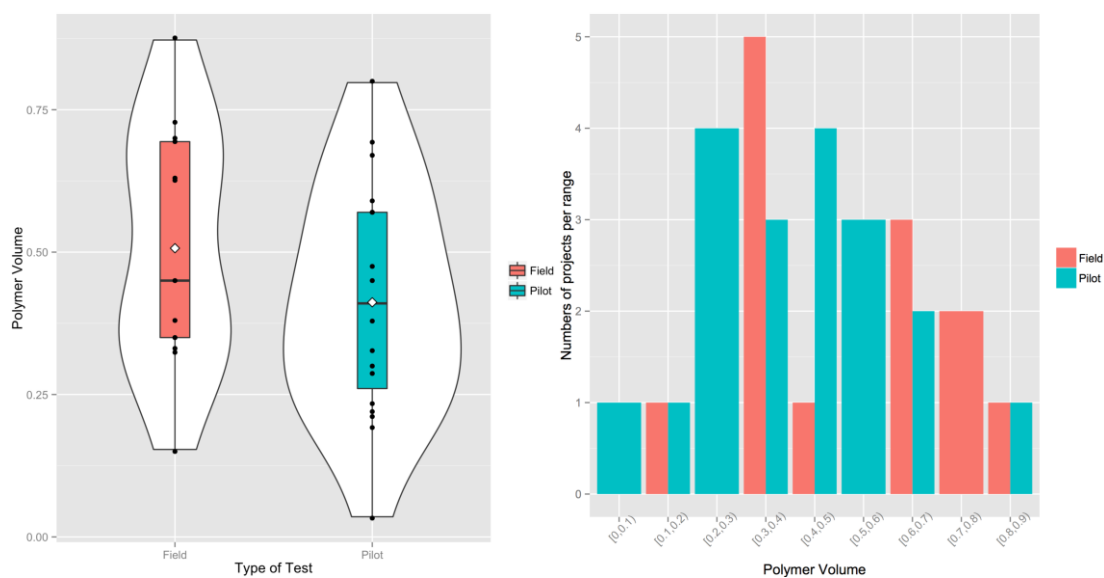 Polymer Volume
0.75
0.50
0.25
0.00
Field
Pilot
Type of Test
Field
Pilot
Numbers of projects per range
5
4
3
2
1
0
[0,0.1)
[0.1,0.2)
[0.2,0.3)
[0.3,0.4)
[0.4,0.5)
[0.5,0.6)
[0.6,0.7)
[0.7,0.8)
[0.8,0.9)
Polymer Volume
Field
Pilot